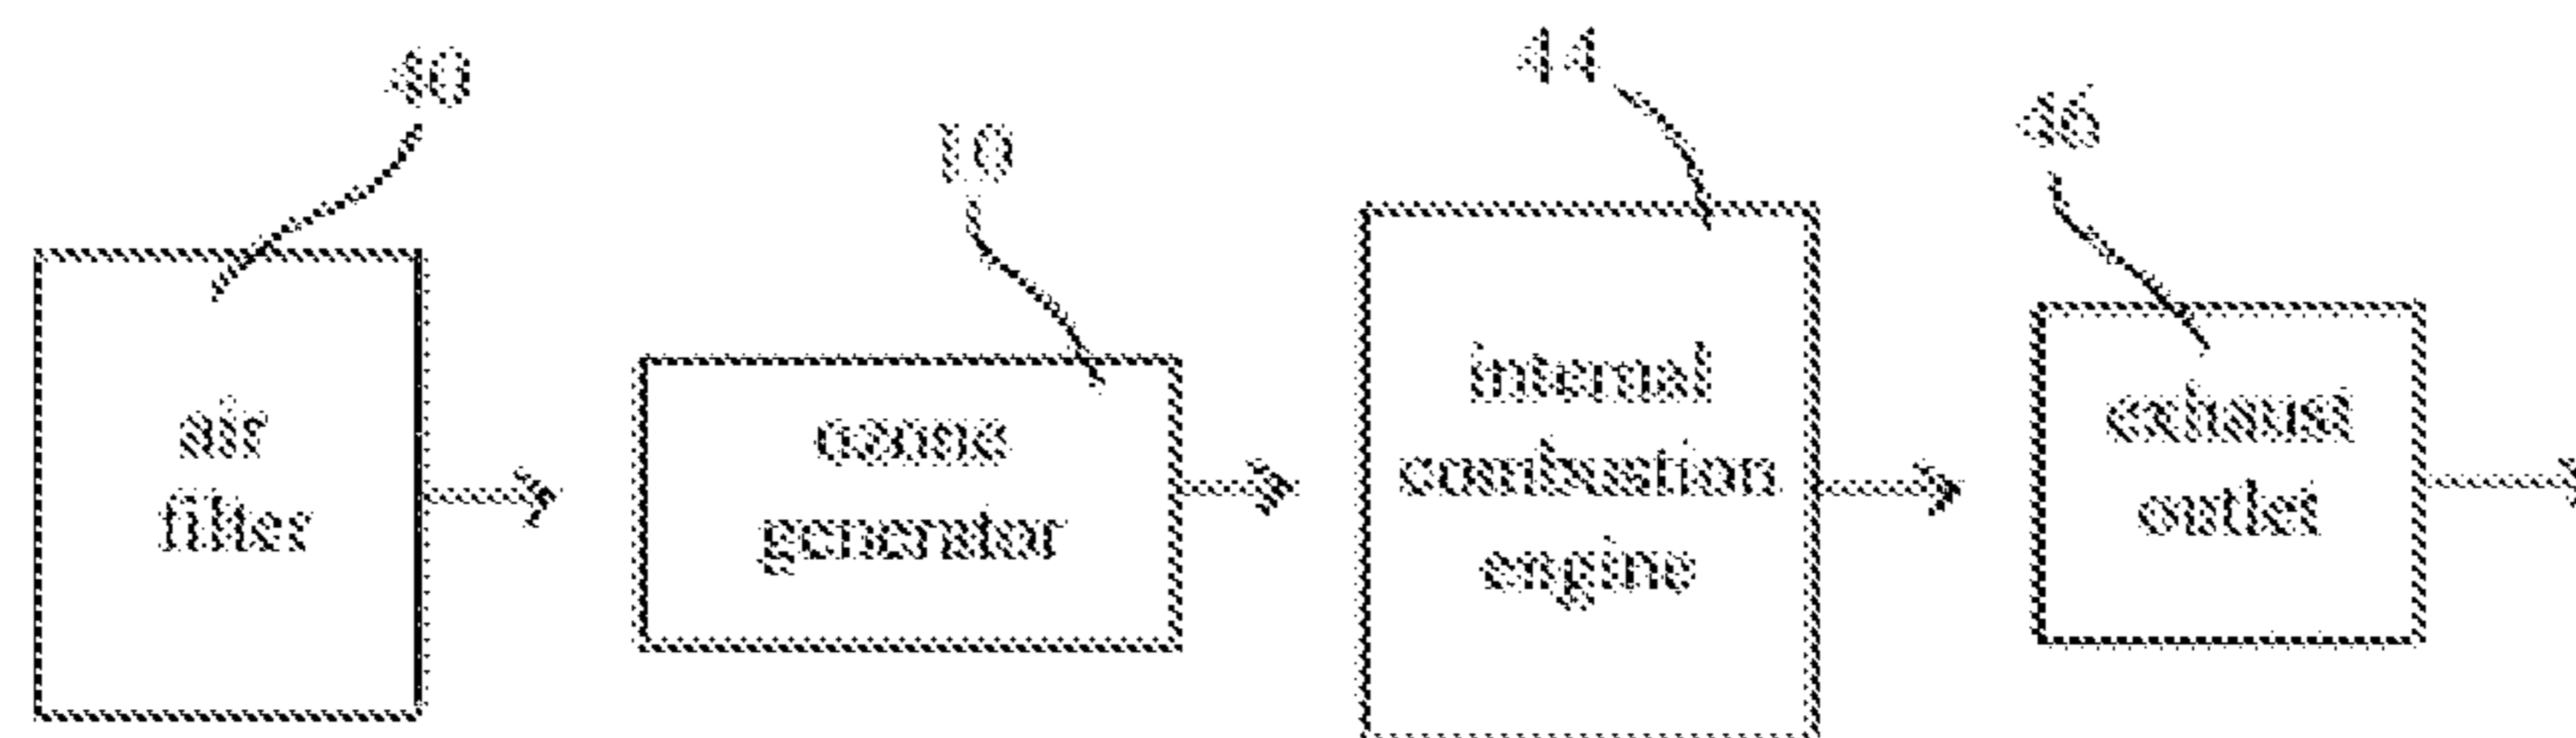 40
10
44
46
air
filter
ozone
generator
internal
combustion
engine
exhaust
outlet